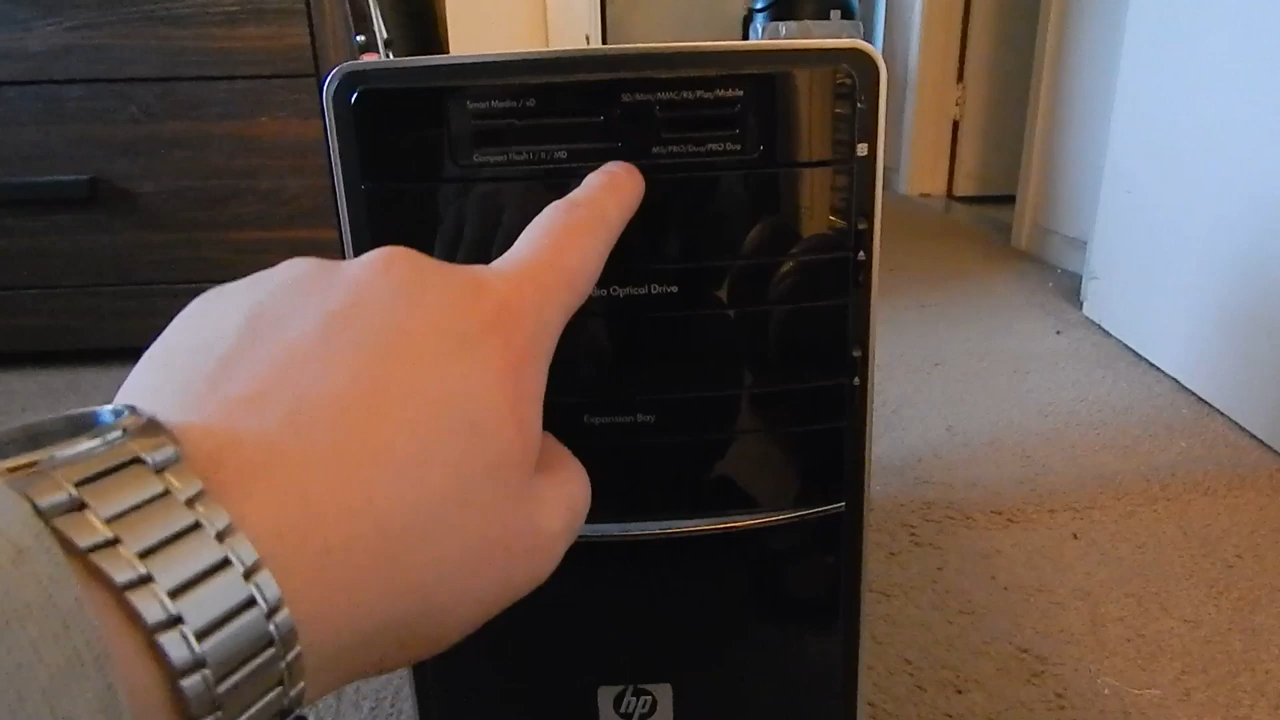 Smart Media / xD
SD/Mini/MMC/RS/Plus/Mobile
Compact Flash I / II / MD
MS/PRO/Duo/PRO Duo
Optical Drive
Expansion Bay
hp